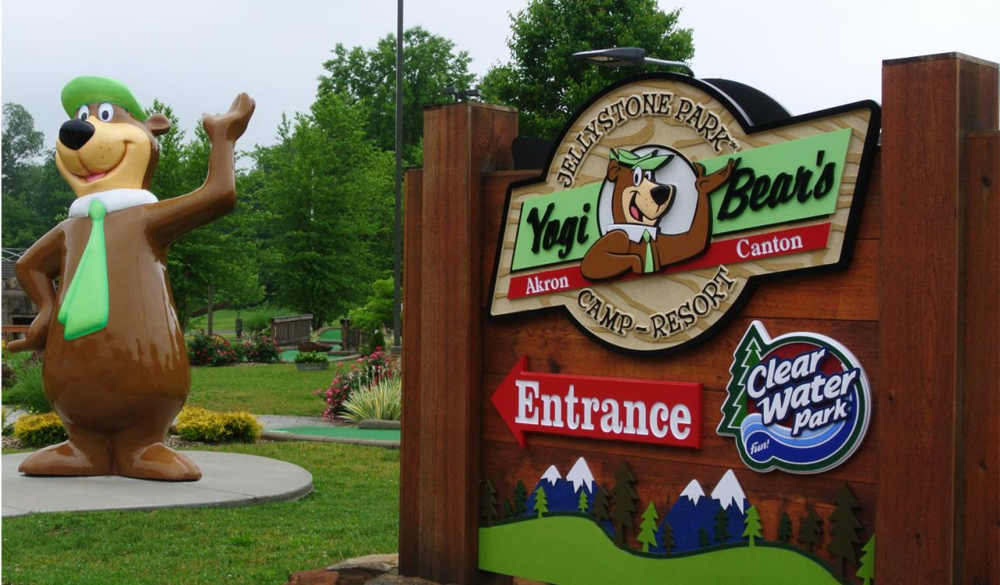 JELLYSTONE PARK™
Yogi Bear's
Akron Canton
CAMP-RESORT
Entrance
Clear
Water
Park
fun!